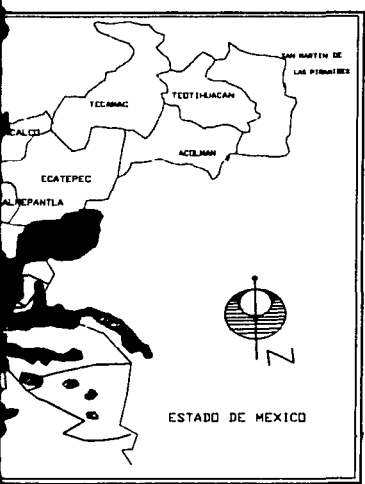 SAN MARTIN DE
LAS PIRAMIDES
TECAMAC
TEOTIHUACAN
ACOLMAN
ECATEPEC
N
ESTADO DE MEXICO